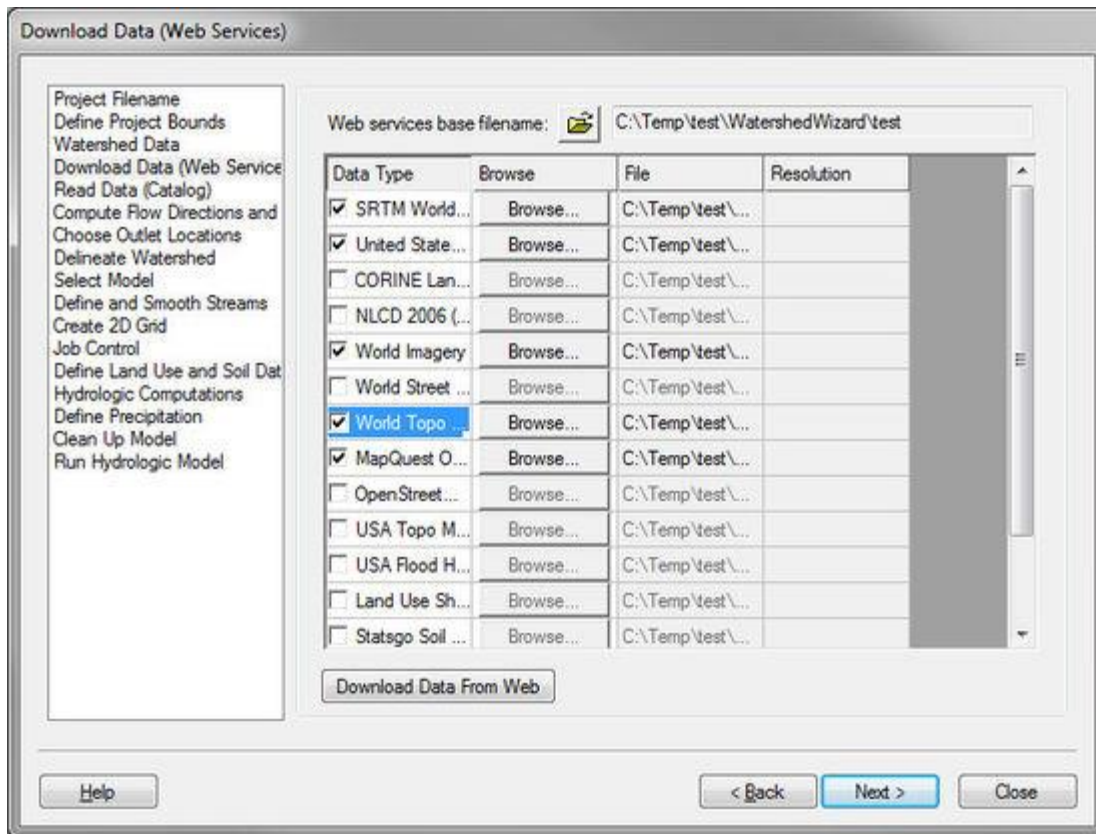 Download Data (Web Services)
Project Filename
Define Project Bounds
Watershed Data
Download Data (Web Service
Read Data (Catalog)
Compute Flow Directions and
Choose Outlet Locations
Delineate Watershed
Select Model
Define and Smooth Streams
Create 2D Grid
Job Control
Define Land Use and Soil Dat
Hydrologic Computations
Define Precipitation
Clean Up Model
Run Hydrologic Model
Web services base filename: C:\Temp\test\WatershedWizard\test
Data Type Browse File Resolution
SRTM World... Browse... C:\Temp\test\...
United State... Browse... C:\Temp\test\...
CORINE Lan... Browse... C:\Temp\test\...
NLCD 2006 (... Browse... C:\Temp\test\...
World Imagery Browse... C:\Temp\test\...
World Street ... Browse... C:\Temp\test\...
World Topo ... Browse... C:\Temp\test\...
MapQuest O... Browse... C:\Temp\test\...
OpenStreet... Browse... C:\Temp\test\...
USA Topo M... Browse... C:\Temp\test\...
USA Flood H... Browse... C:\Temp\test\...
Land Use Sh... Browse... C:\Temp\test\...
Statsgo Soil ... Browse... C:\Temp\test\...
Download Data From Web
Help < Back Next > Close